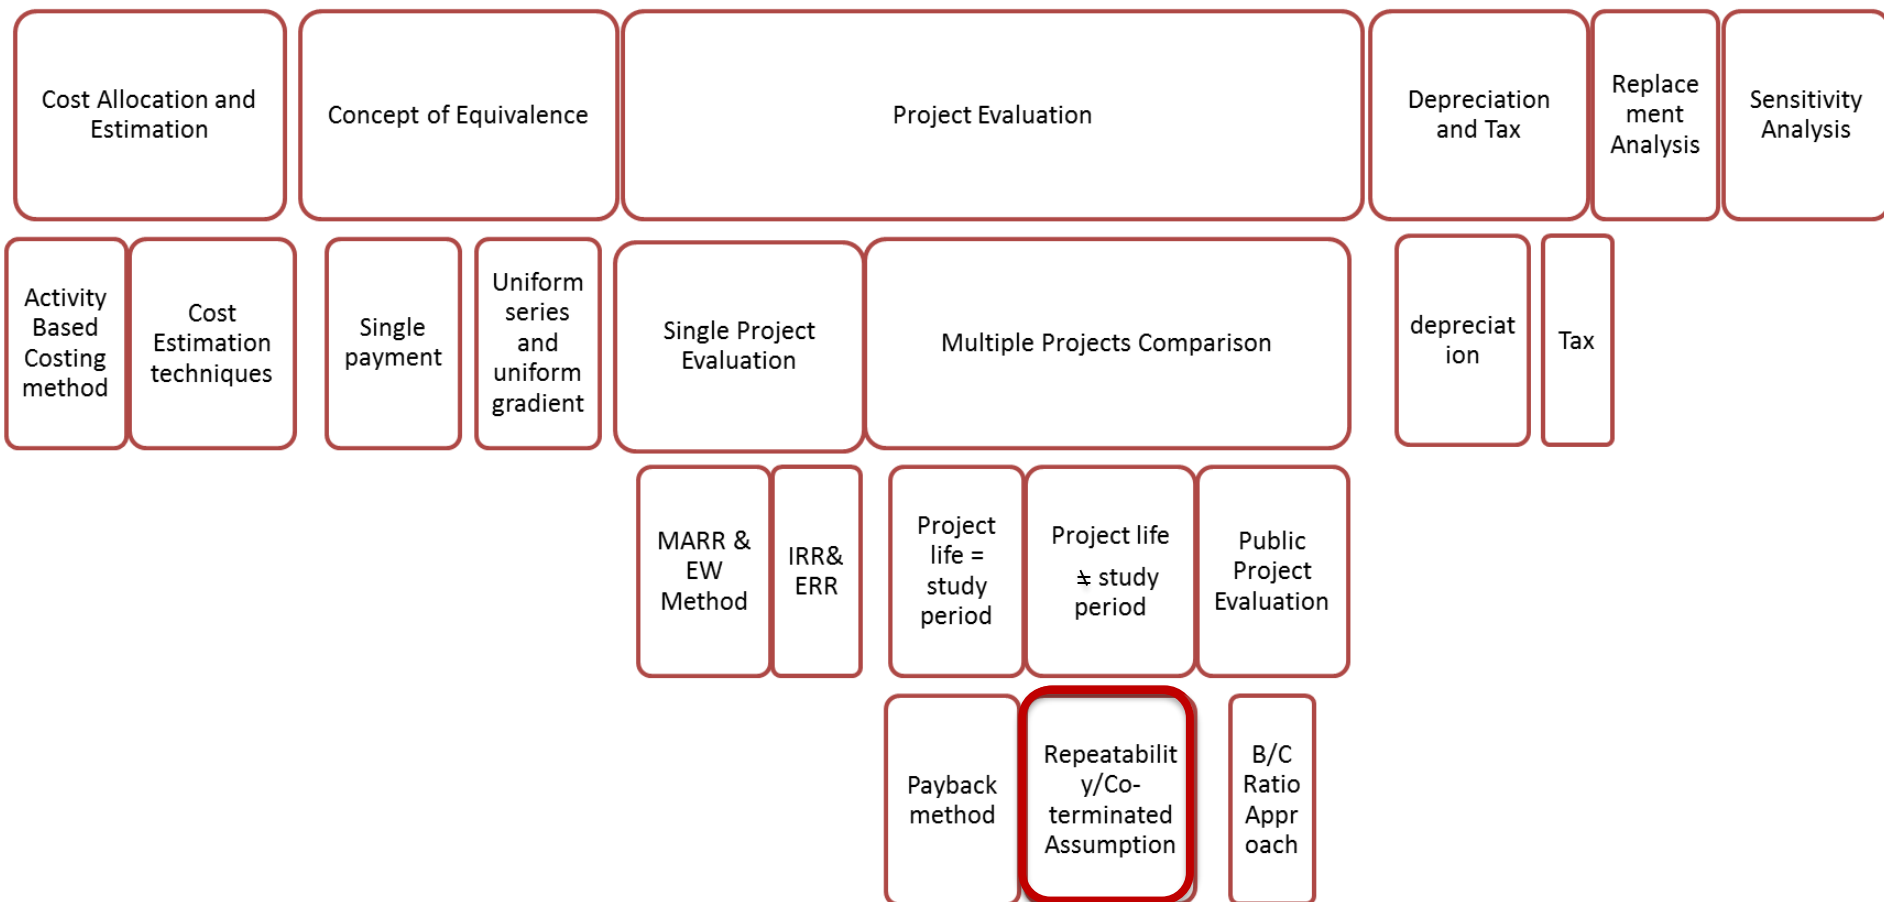 Cost Allocation and
Estimation
Concept of Equivalence
Project Evaluation
Depreciation
and Tax
Replace
ment
Analysis
Sensitivity
Analysis
Activity
Based
Costing
method
Cost
Estimation
techniques
Single
payment
Uniform
series
and
uniform
gradient
Single Project
Evaluation
Multiple Projects Comparison
depreciat
ion
Tax
MARR &
EW
Method
IRR&
ERR
Project
life =
study
period
Project life
≠ study
period
Public
Project
Evaluation
Payback
method
Repeatabilit
y/Co-
terminated
Assumption
B/C
Ratio
Appr
oach